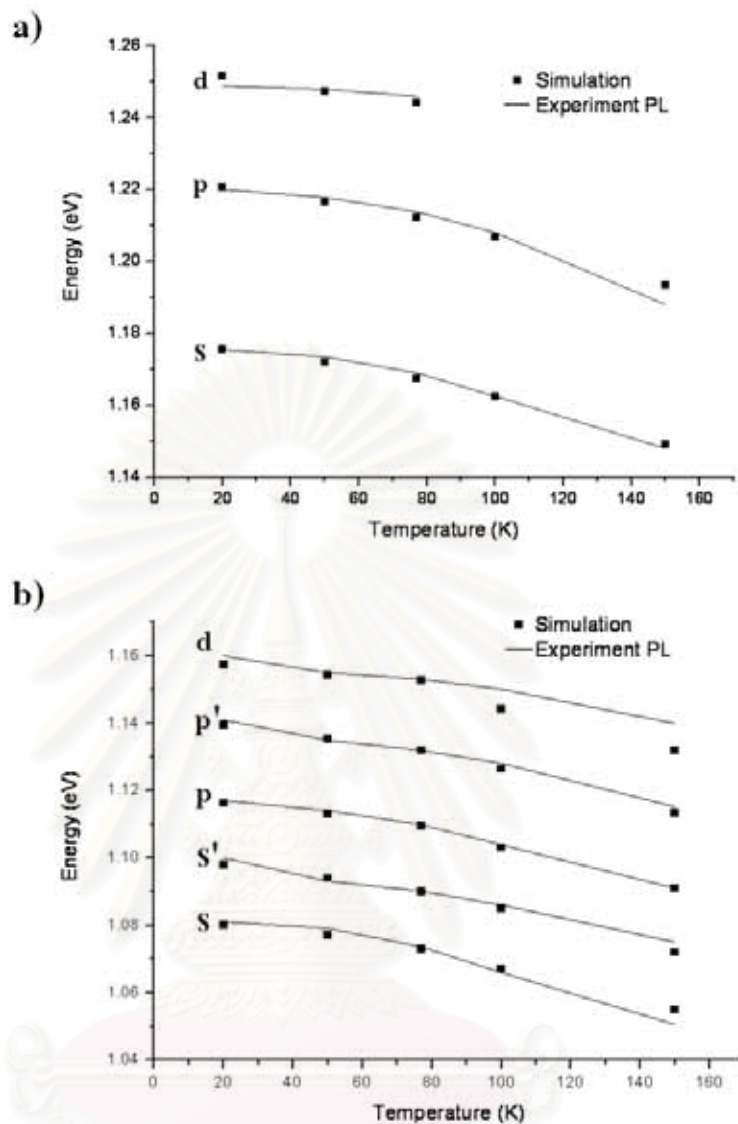 a)
1.26
1.24
1.22
1.20
1.18
1.16
1.14
Energy (eV)
d
p
s
Simulation
Experiment PL
0 20 40 60 80 100 120 140 160
Temperature (K)
b)
1.16
1.14
1.12
1.10
1.08
1.06
1.04
Energy (eV)
d
p'
p
s'
s
Simulation
Experiment PL
0 20 40 60 80 100 120 140 160
Temperature (K)